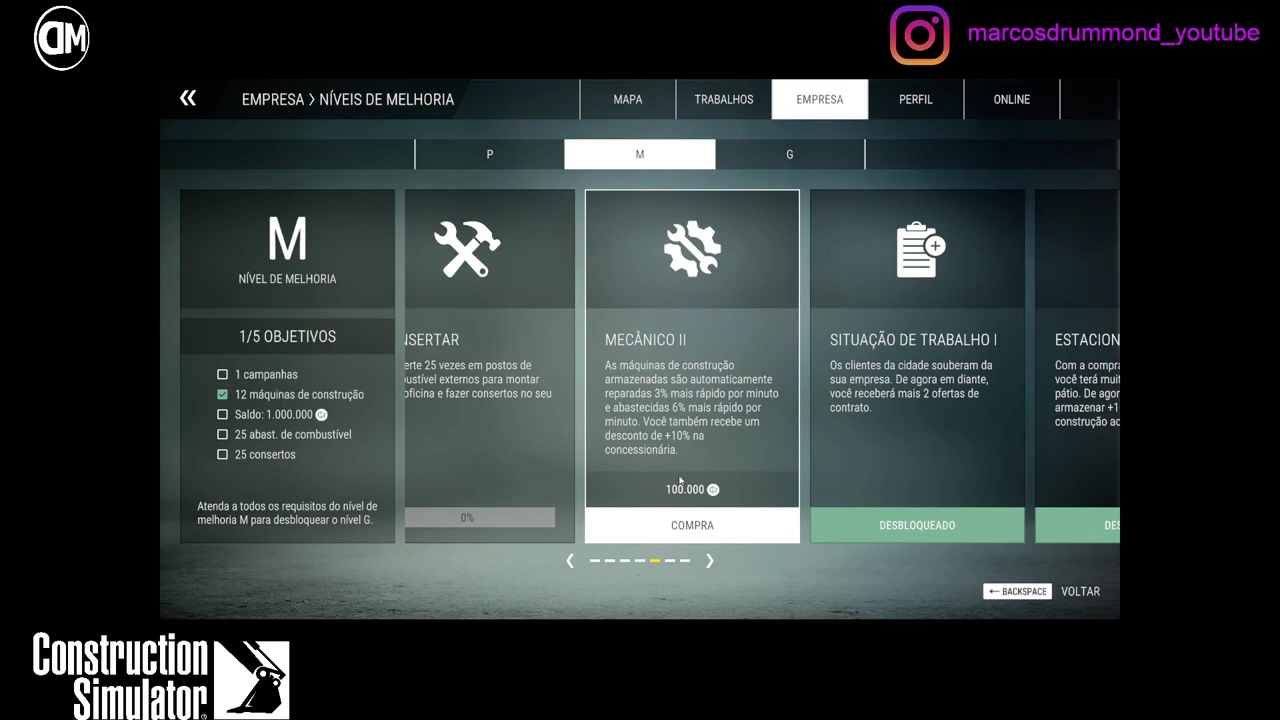 DM
marcosdrummond_youtube
EMPRESA > NÍVEIS DE MELHORIA
MAPA
TRABALHOS
EMPRESA
PERFIL
ONLINE
P
M
G
M
NÍVEL DE MELHORIA
1/5 OBJETIVOS
1 campanhas
12 máquinas de construção
Saldo: 1.000.000 Cr
25 abast. de combustível
25 consertos
Atenda a todos os requisitos do nível de
melhoria M para desbloquear o nível G.
NSERTAR
erte 25 vezes em postos de
ustível externos para montar
oficina e fazer consertos no seu
0%
MECÂNICO II
As máquinas de construção
armazenadas são automaticamente
reparadas 3% mais rápido por minuto
e abastecidas 6% mais rápido por
minuto. Você também recebe um
desconto de +10% na
concessionária.
100.000 Cr
COMPRA
SITUAÇÃO DE TRABALHO I
Os clientes da cidade souberam da
sua empresa. De agora em diante,
você receberá mais 2 ofertas de
contrato.
DESBLOQUEADO
ESTACION
Com a compra
você terá muit
pátio. De agor
armazenar +1
construção ao
DES
← BACKSPACE
VOLTAR
Construction
Simulator